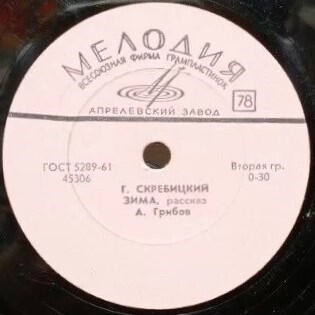 МЕЛОДИЯ
ВСЕСОЮЗНАЯ ФИРМА ГРАМПЛАСТИНОК
АПРЕЛЕВСКИЙ ЗАВОД
78
ГОСТ 5289-61
45306
Вторая гр.
0-30
Г. СКРЕБИЦКИЙ
ЗИМА, рассказ
А. Грибов